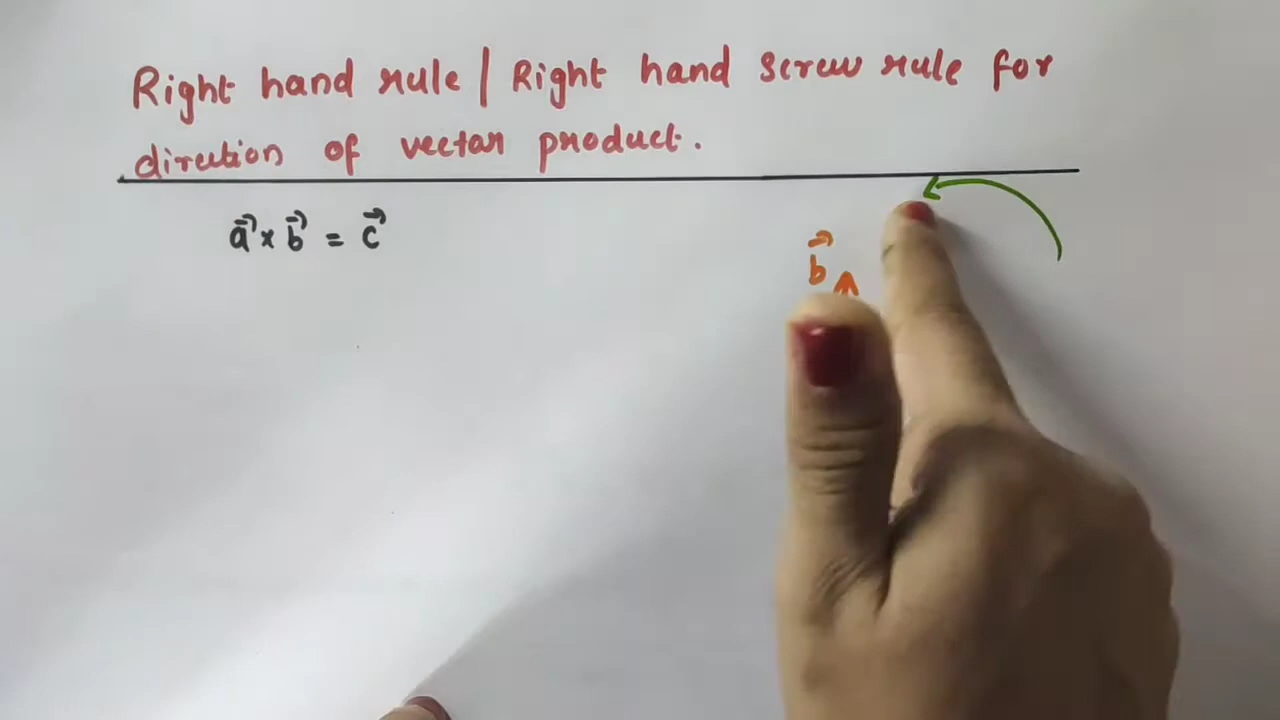 Right hand rule | Right hand screw rule for
direction of vector product.
a⃗ × b⃗ = c⃗
b⃗